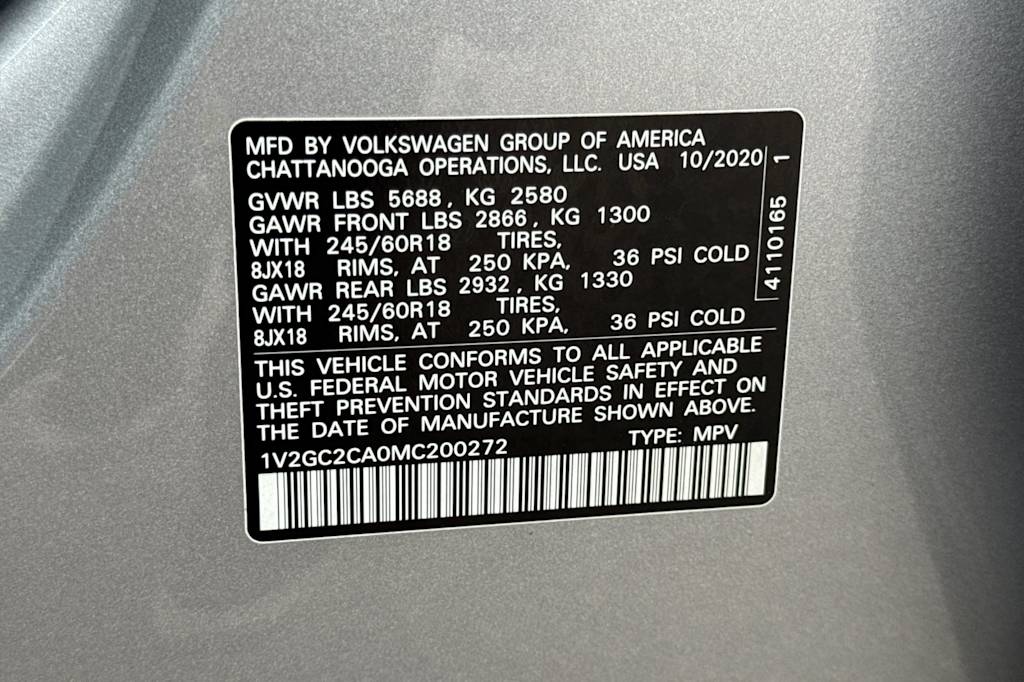 MFD BY VOLKSWAGEN GROUP OF AMERICA
CHATTANOOGA OPERATIONS, LLC. USA 10/2020
GVWR LBS 5688, KG 2580
GAWR FRONT LBS 2866, KG 1300
WITH 245/60R18 TIRES,
8JX18 RIMS, AT 250 KPA, 36 PSI COLD
GAWR REAR LBS 2932, KG 1330
WITH 245/60R18 TIRES,
8JX18 RIMS, AT 250 KPA, 36 PSI COLD
THIS VEHICLE CONFORMS TO ALL APPLICABLE
U.S. FEDERAL MOTOR VEHICLE SAFETY AND
THEFT PREVENTION STANDARDS IN EFFECT ON
THE DATE OF MANUFACTURE SHOWN ABOVE.
1V2GC2CA0MC200272 TYPE: MPV
4110165 1